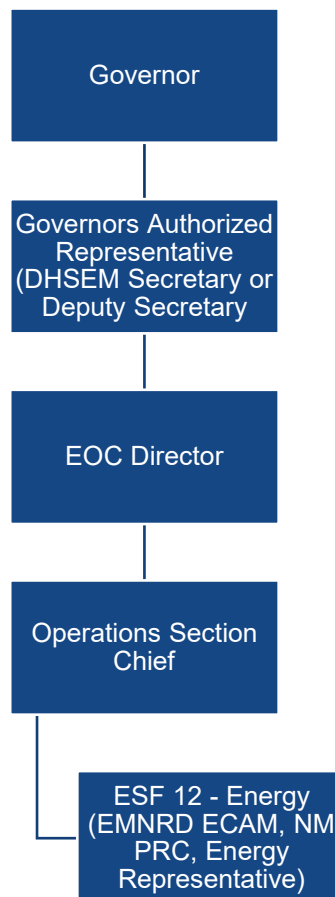 Governor
Governors Authorized
Representative
(DHSEM Secretary or
Deputy Secretary
EOC Director
Operations Section
Chief
ESF 12 - Energy
(EMNRD ECAM, NM
PRC, Energy
Representative)